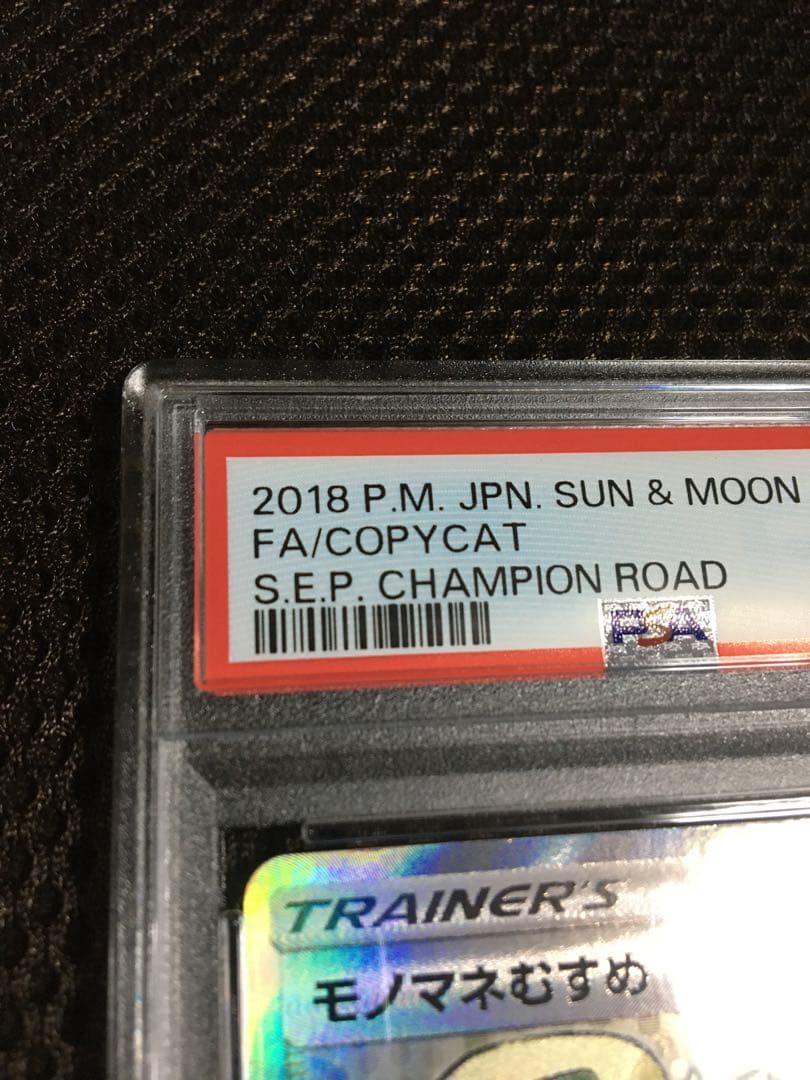 2018 P.M. JPN. SUN & MOON
FA/COPYCAT
S.E.P. CHAMPION ROAD
PSA
TRAINER'S
モノマネむすめ